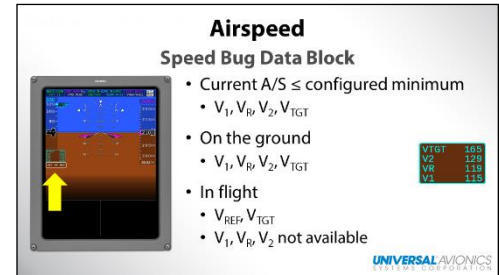 Airspeed
Speed Bug Data Block
• Current A/S ≤ configured minimum
• V1, VR, V2, VTGT
• On the ground
• V1, VR, V2, VTGT
• In flight
• VREF, VTGT
• V1, VR, V2 not available
VTGT 165
V2 129
VR 119
V1 115
UNIVERSAL AVIONICS
SYSTEMS CORPORATION